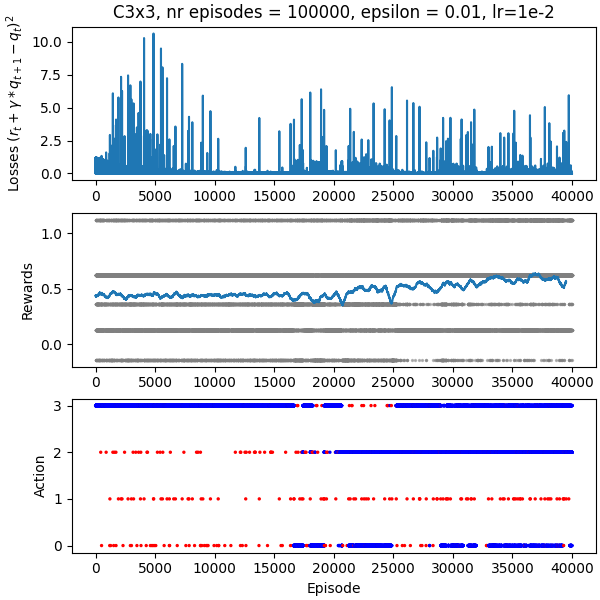 C3x3, nr episodes = 100000, epsilon = 0.01, lr=1e-2
Losses $(r_t + \gamma * q_{t+1} - q_t)^2$
10.0
7.5
5.0
2.5
0.0
0 5000 10000 15000 20000 25000 30000 35000 40000
Rewards
1.0
0.5
0.0
0 5000 10000 15000 20000 25000 30000 35000 40000
Action
3
2
1
0
0 5000 10000 15000 20000 25000 30000 35000 40000
Episode